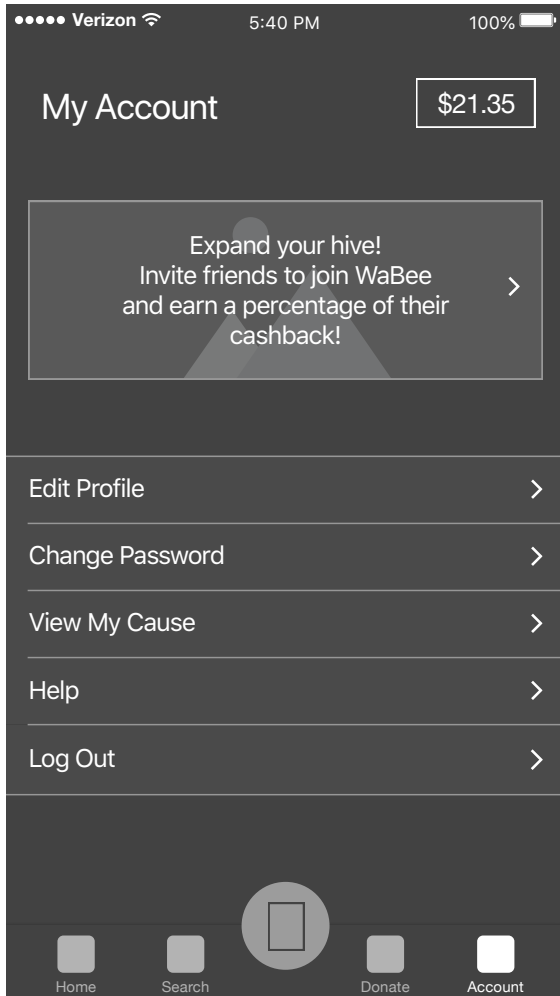 Verizon 5:40 PM 100%
My Account $21.35
Expand your hive!
Invite friends to join WaBee
and earn a percentage of their
cashback!
Edit Profile
Change Password
View My Cause
Help
Log Out
Home Search Donate Account